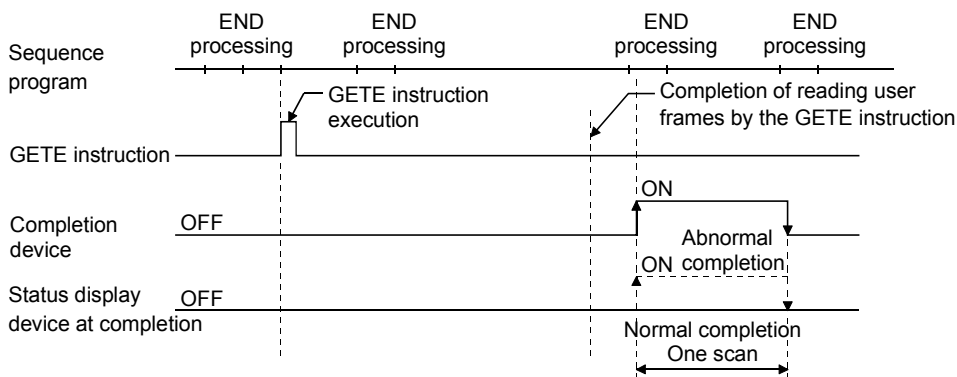 END
processing
END
processing
END
processing
END
processing
Sequence
program
GETE instruction
execution
Completion of reading user
frames by the GETE instruction
GETE instruction
ON
Completion
device
OFF
Abnormal
completion
ON
Status display
device at completion
OFF
Normal completion
One scan